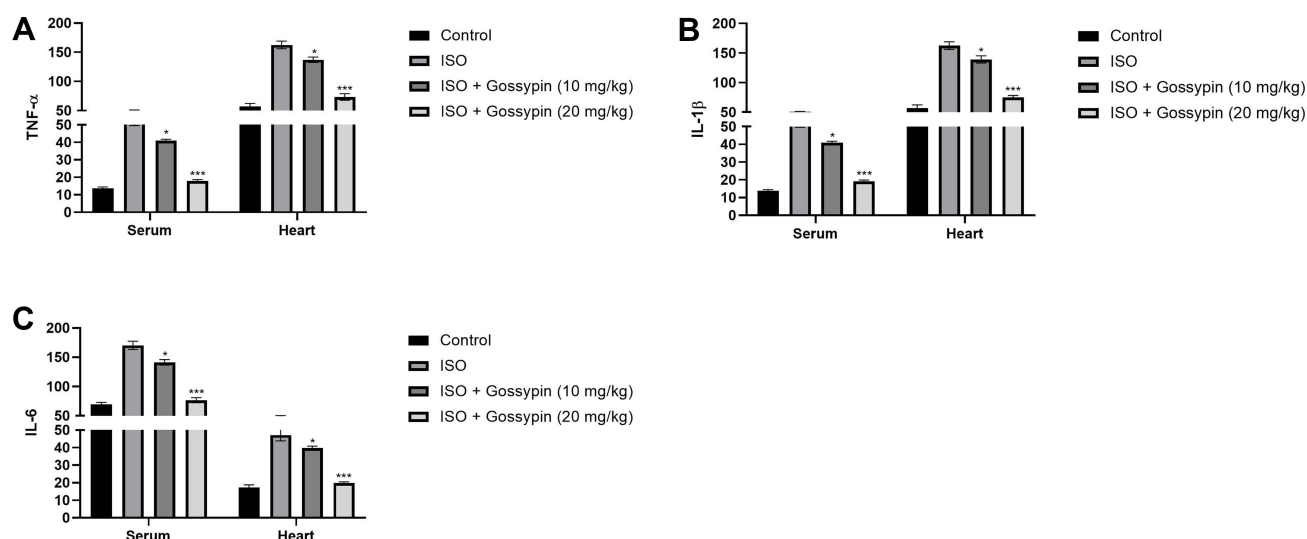 A
TNF-α
200
150
100
50
50
40
30
20
10
0
*
***
*
***
Serum
Heart
Control
ISO
ISO + Gossypin (10 mg/kg)
ISO + Gossypin (20 mg/kg)
B
IL-1β
200
150
100
50
50
40
30
20
10
0
*
***
*
***
Serum
Heart
Control
ISO
ISO + Gossypin (10 mg/kg)
ISO + Gossypin (20 mg/kg)
C
IL-6
200
150
100
50
50
40
30
20
10
0
*
***
*
***
Serum
Heart
Control
ISO
ISO + Gossypin (10 mg/kg)
ISO + Gossypin (20 mg/kg)